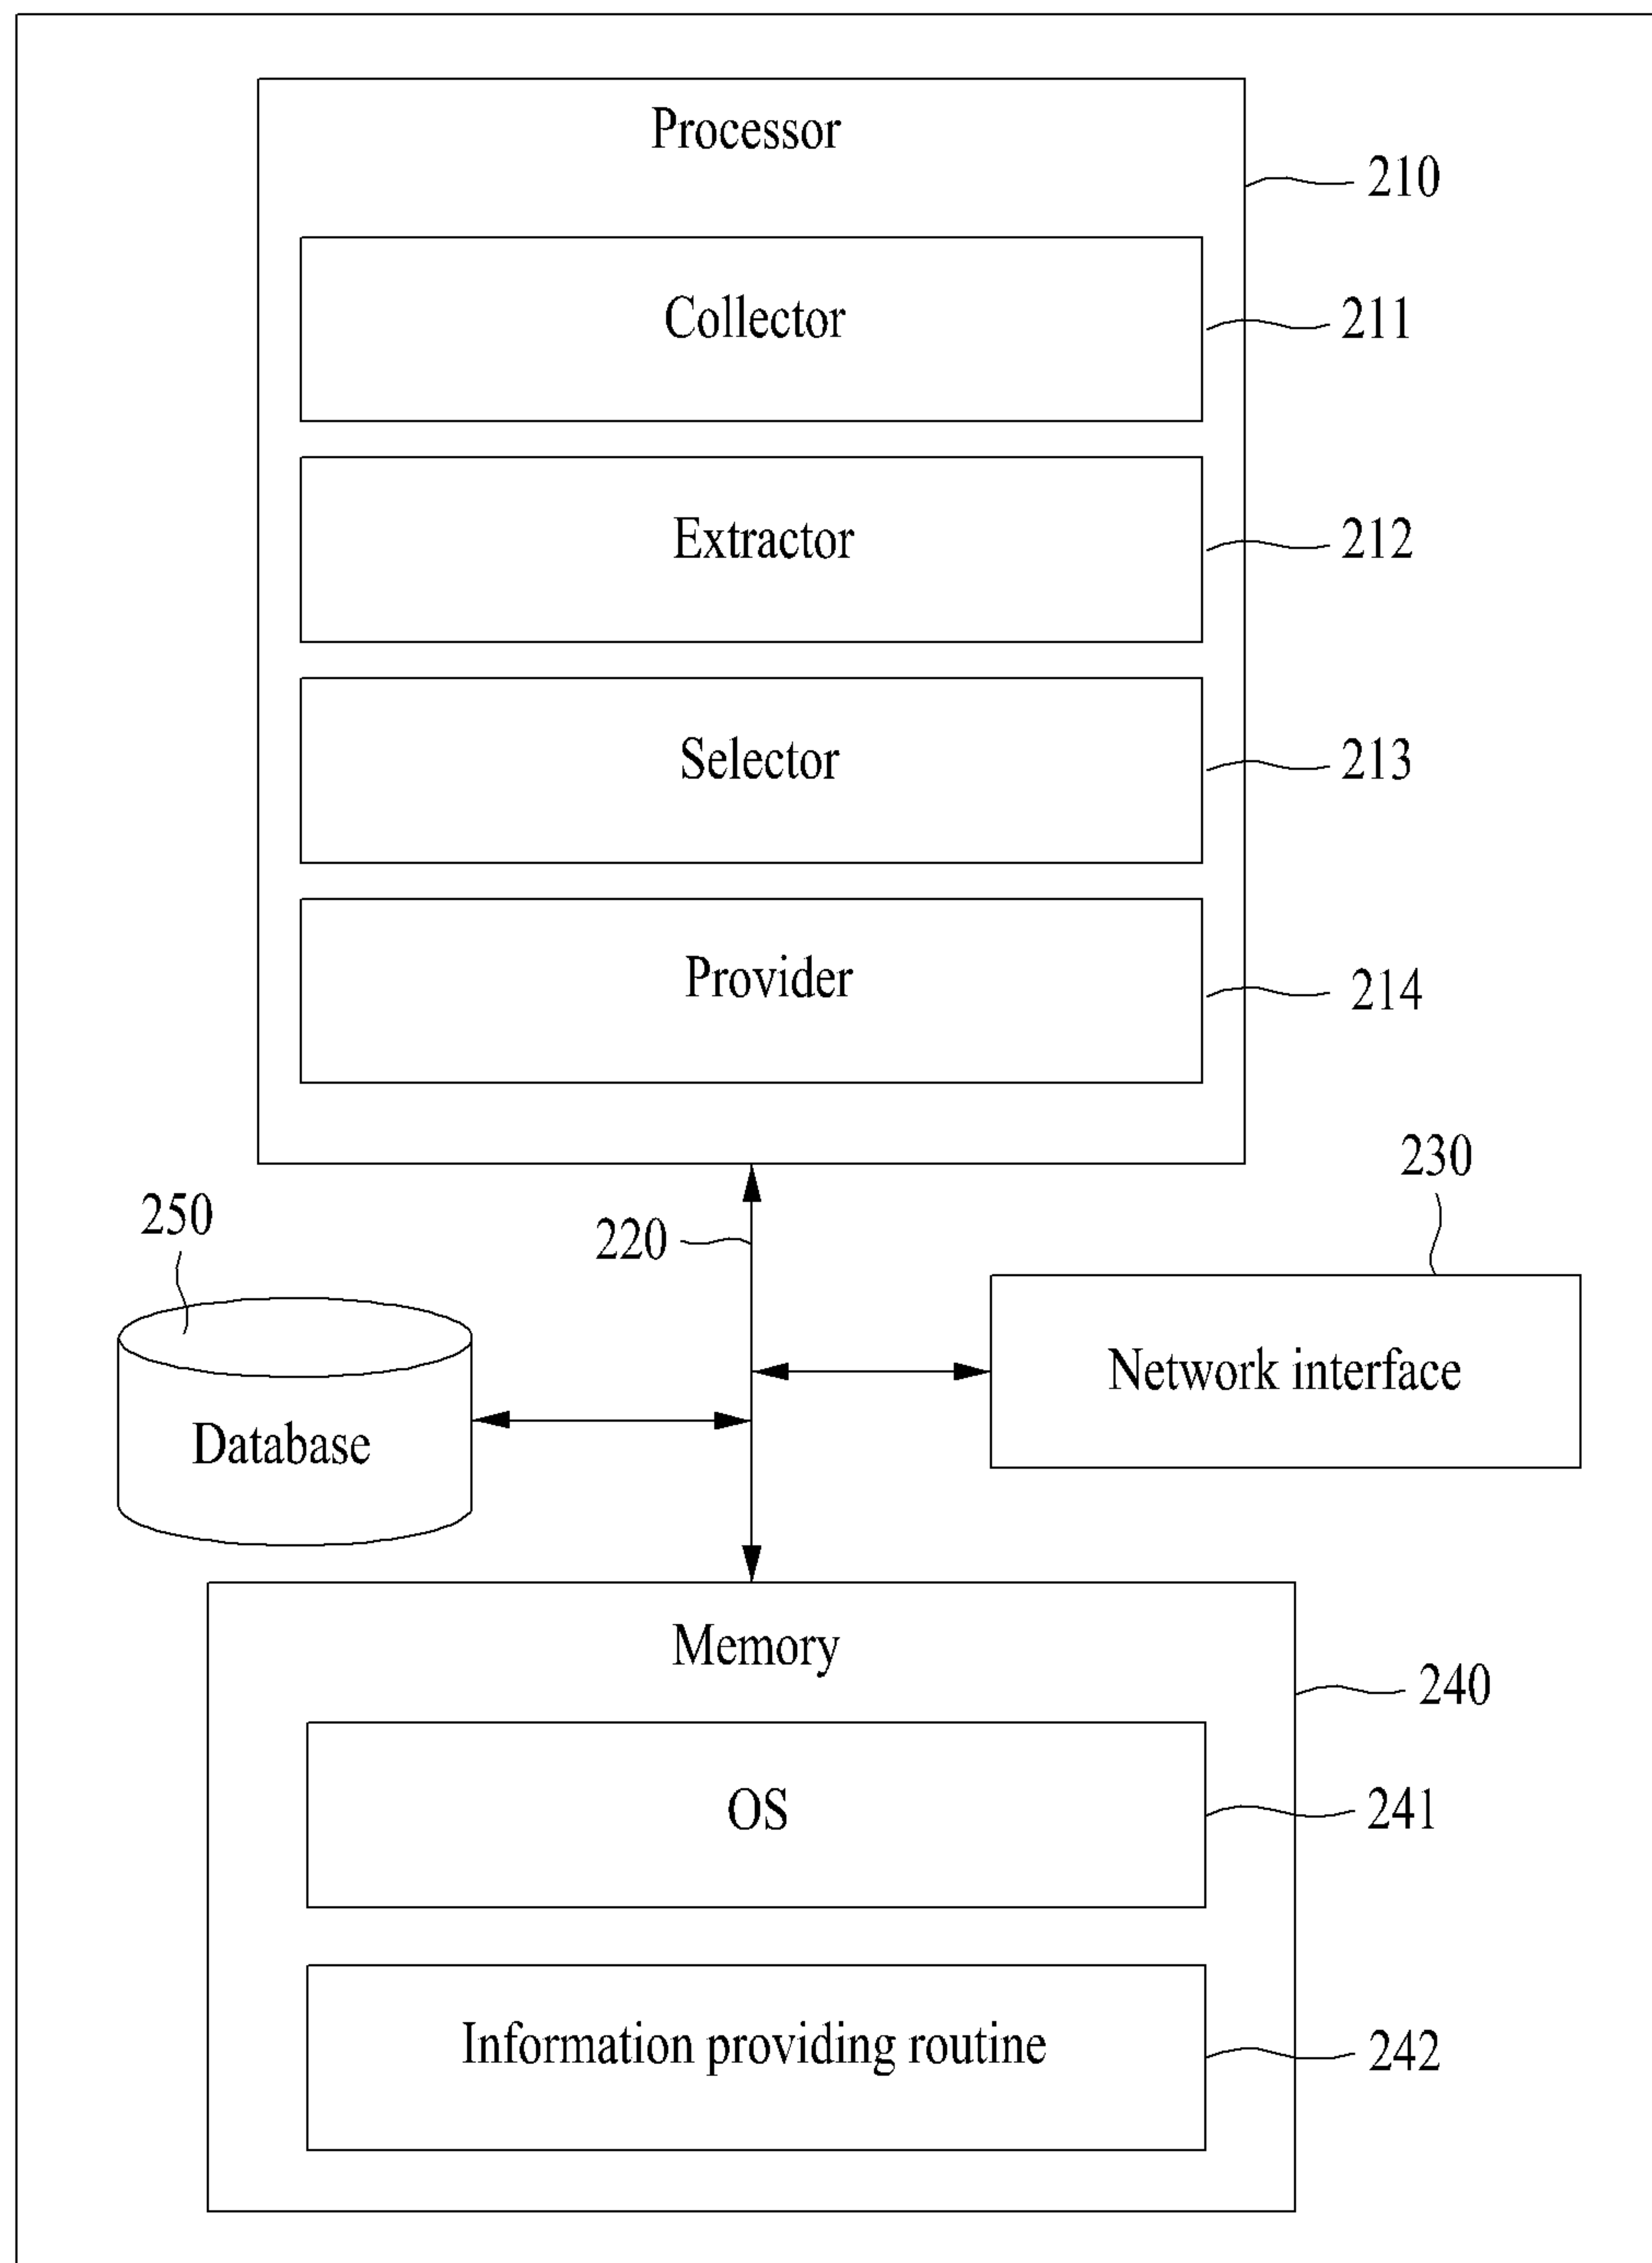 Processor
210
Collector
211
Extractor
212
Selector
213
Provider
214
230
250
220
Network interface
Database
Memory
240
OS
241
Information providing routine
242